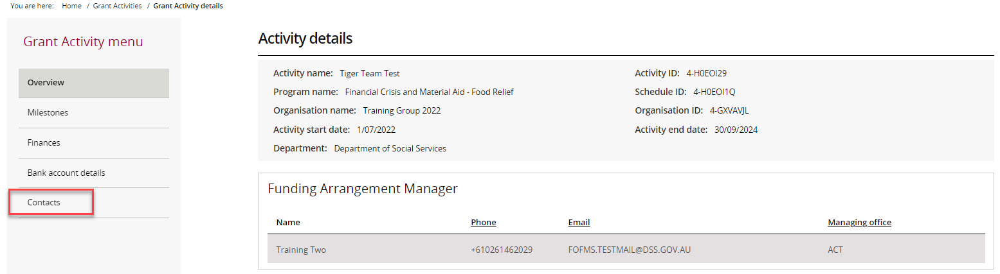 You are here: Home / Grant Activities / Grant Activity details
Grant Activity menu
Overview
Milestones
Finances
Bank account details
Contacts
Activity details
Activity name: Tiger Team Test
Activity ID: 4-H0EOI29
Program name: Financial Crisis and Material Aid - Food Relief
Schedule ID: 4-H0EOI1Q
Organisation name: Training Group 2022
Organisation ID: 4-GXVAVJL
Activity start date: 1/07/2022
Activity end date: 30/09/2024
Department: Department of Social Services
Funding Arrangement Manager
Name Phone Email Managing office
Training Two +610261462029 FOFMS.TESTMAIL@DSS.GOV.AU ACT